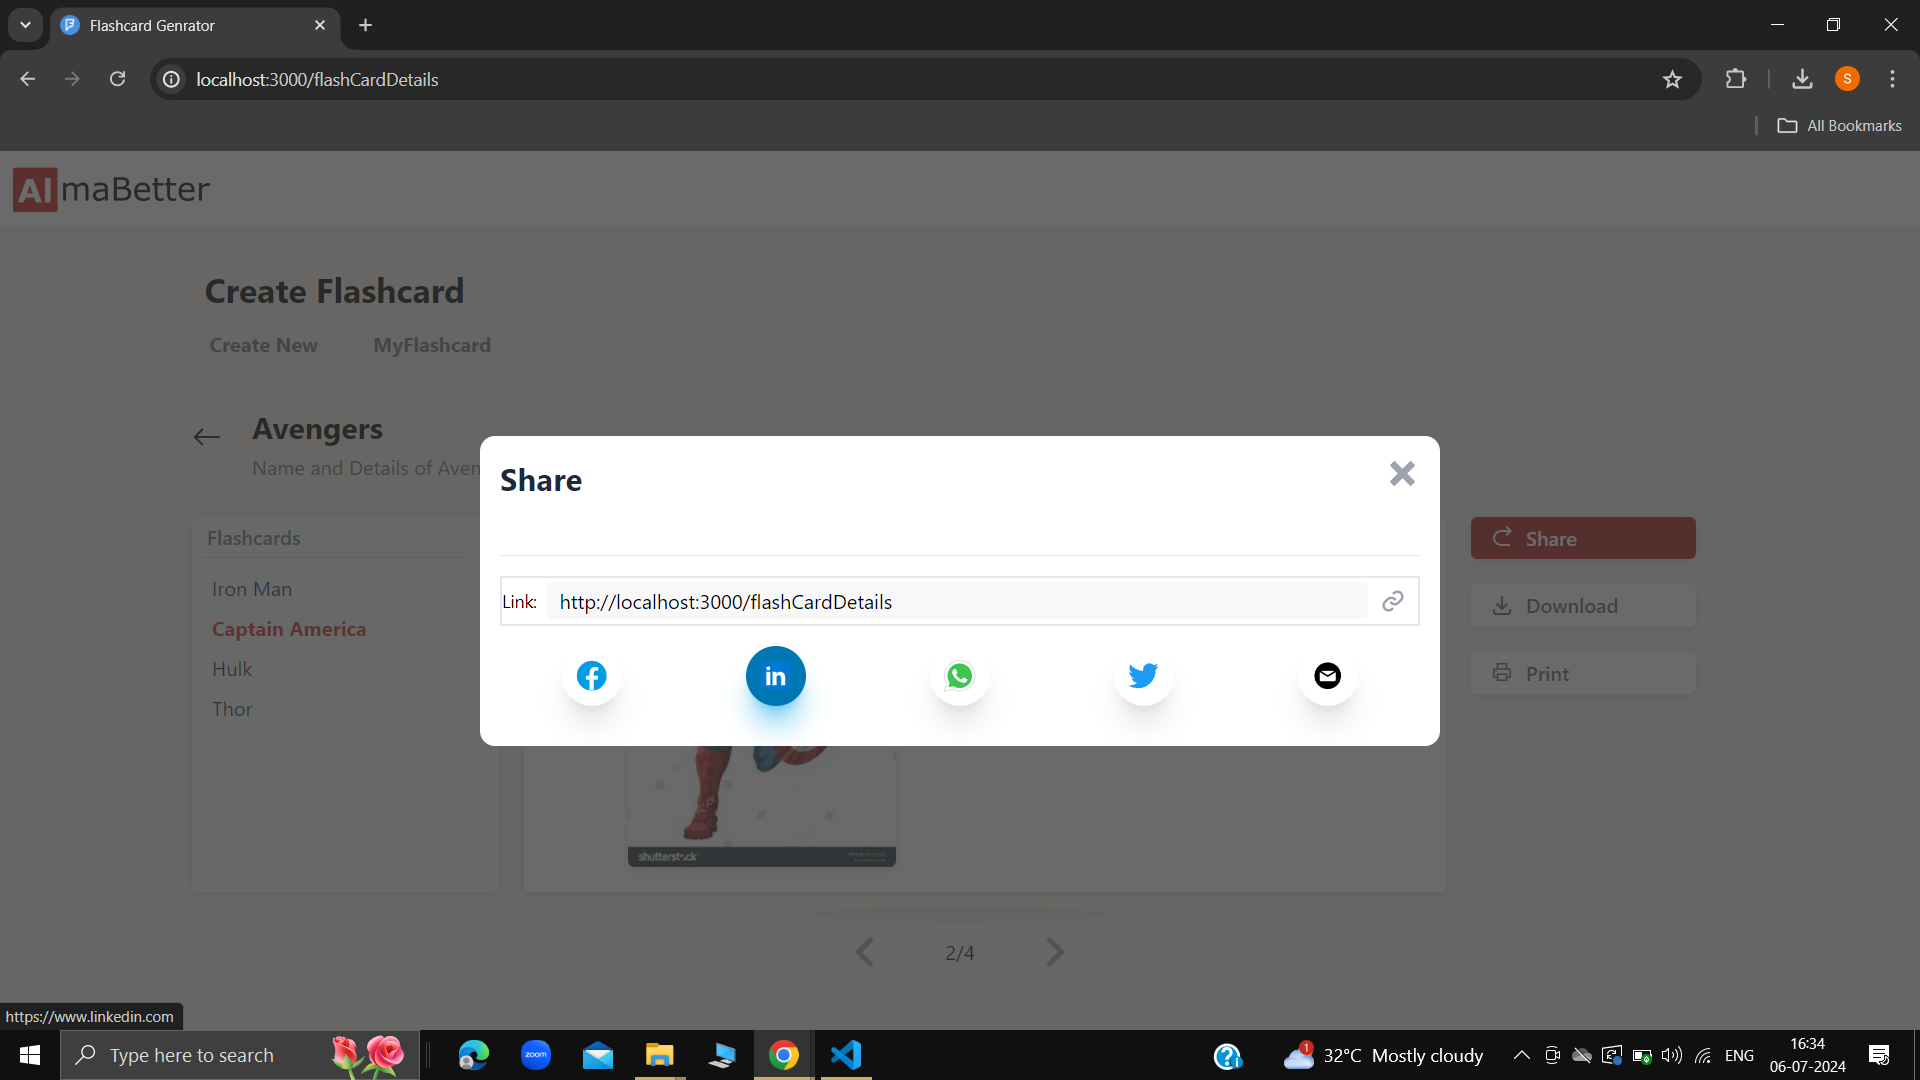 Flashcard Genrator
localhost:3000/flashCardDetails
S
All Bookmarks
AlmaBetter
Create Flashcard
Create New
MyFlashcard
Avengers
Name and Details of Aven
Share
Flashcards
Share
Iron Man
Link:
http://localhost:3000/flashCardDetails
Download
Captain America
Hulk
in
Print
Thor
shutterstock
2/4
https://www.linkedin.com
Type here to search
zoom
1
32°C Mostly cloudy
ENG
16:34
06-07-2024